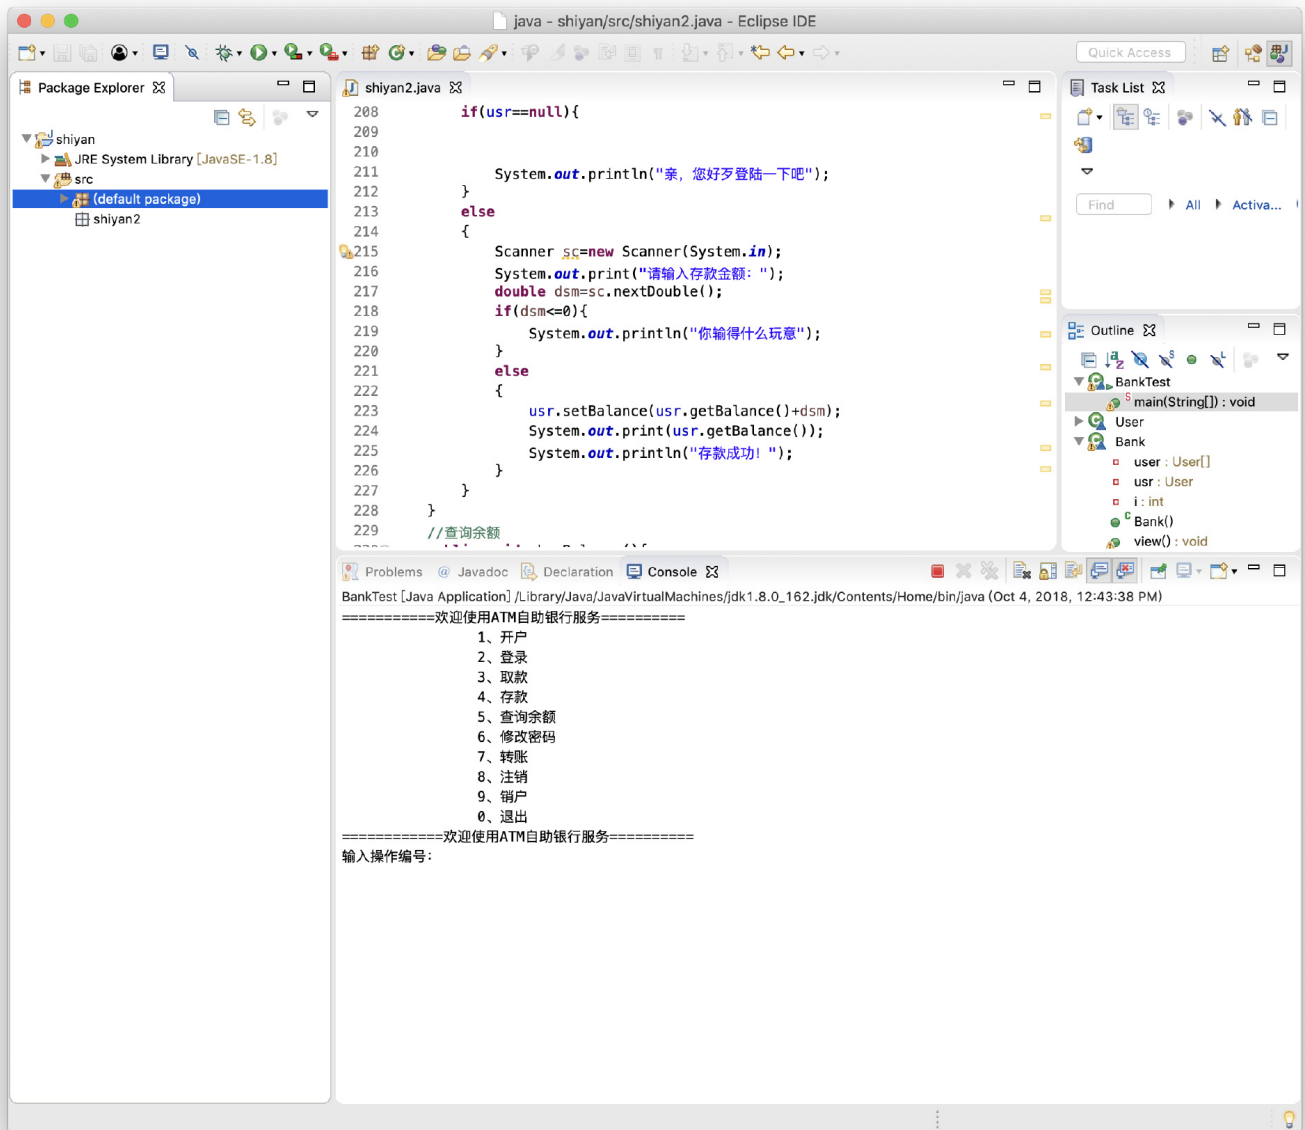 java - shiyan/src/shiyan2.java - Eclipse IDE
Quick Access
Package Explorer
shiyan
JRE System Library [JavaSE-1.8]
src
(default package)
shiyan2
shiyan2.java
208 if(usr==null){
209
210
211 System.out.println("亲，您好歹登陆一下吧");
212 }
213 else
214 {
215 Scanner sc=new Scanner(System.in);
216 System.out.print("请输入存款金额：");
217 double dsm=sc.nextDouble();
218 if(dsm<=0){
219 System.out.println("你输得什么玩意");
220 }
221 else
222 {
223 usr.setBalance(usr.getBalance()+dsm);
224 System.out.print(usr.getBalance());
225 System.out.println("存款成功！");
226 }
227 }
228 }
229 //查询余额
Task List
Find
All
Activa...
Outline
BankTest
main(String[]) : void
User
Bank
user : User[]
usr : User
i : int
Bank()
view() : void
Problems
@ Javadoc
Declaration
Console
BankTest [Java Application] /Library/Java/JavaVirtualMachines/jdk1.8.0_162.jdk/Contents/Home/bin/java (Oct 4, 2018, 12:43:38 PM)
===========欢迎使用ATM自助银行服务==========
1、开户
2、登录
3、取款
4、存款
5、查询余额
6、修改密码
7、转账
8、注销
9、销户
0、退出
============欢迎使用ATM自助银行服务==========
输入操作编号：